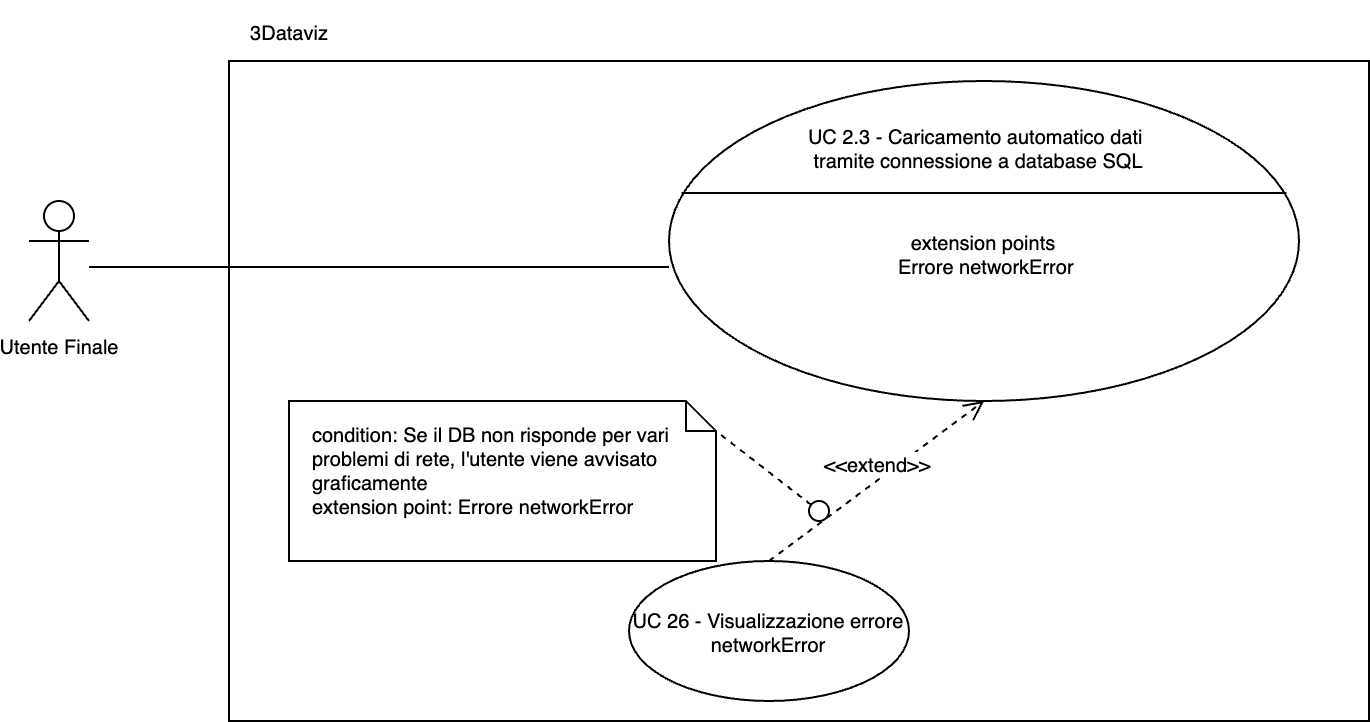 3Dataviz
UC 2.3 - Caricamento automatico dati
tramite connessione a database SQL
extension points
Errore networkError
Utente Finale
condition: Se il DB non risponde per vari
problemi di rete, l'utente viene avvisato
graficamente
extension point: Errore networkError
<<extend>>
UC 26 - Visualizzazione errore
networkError